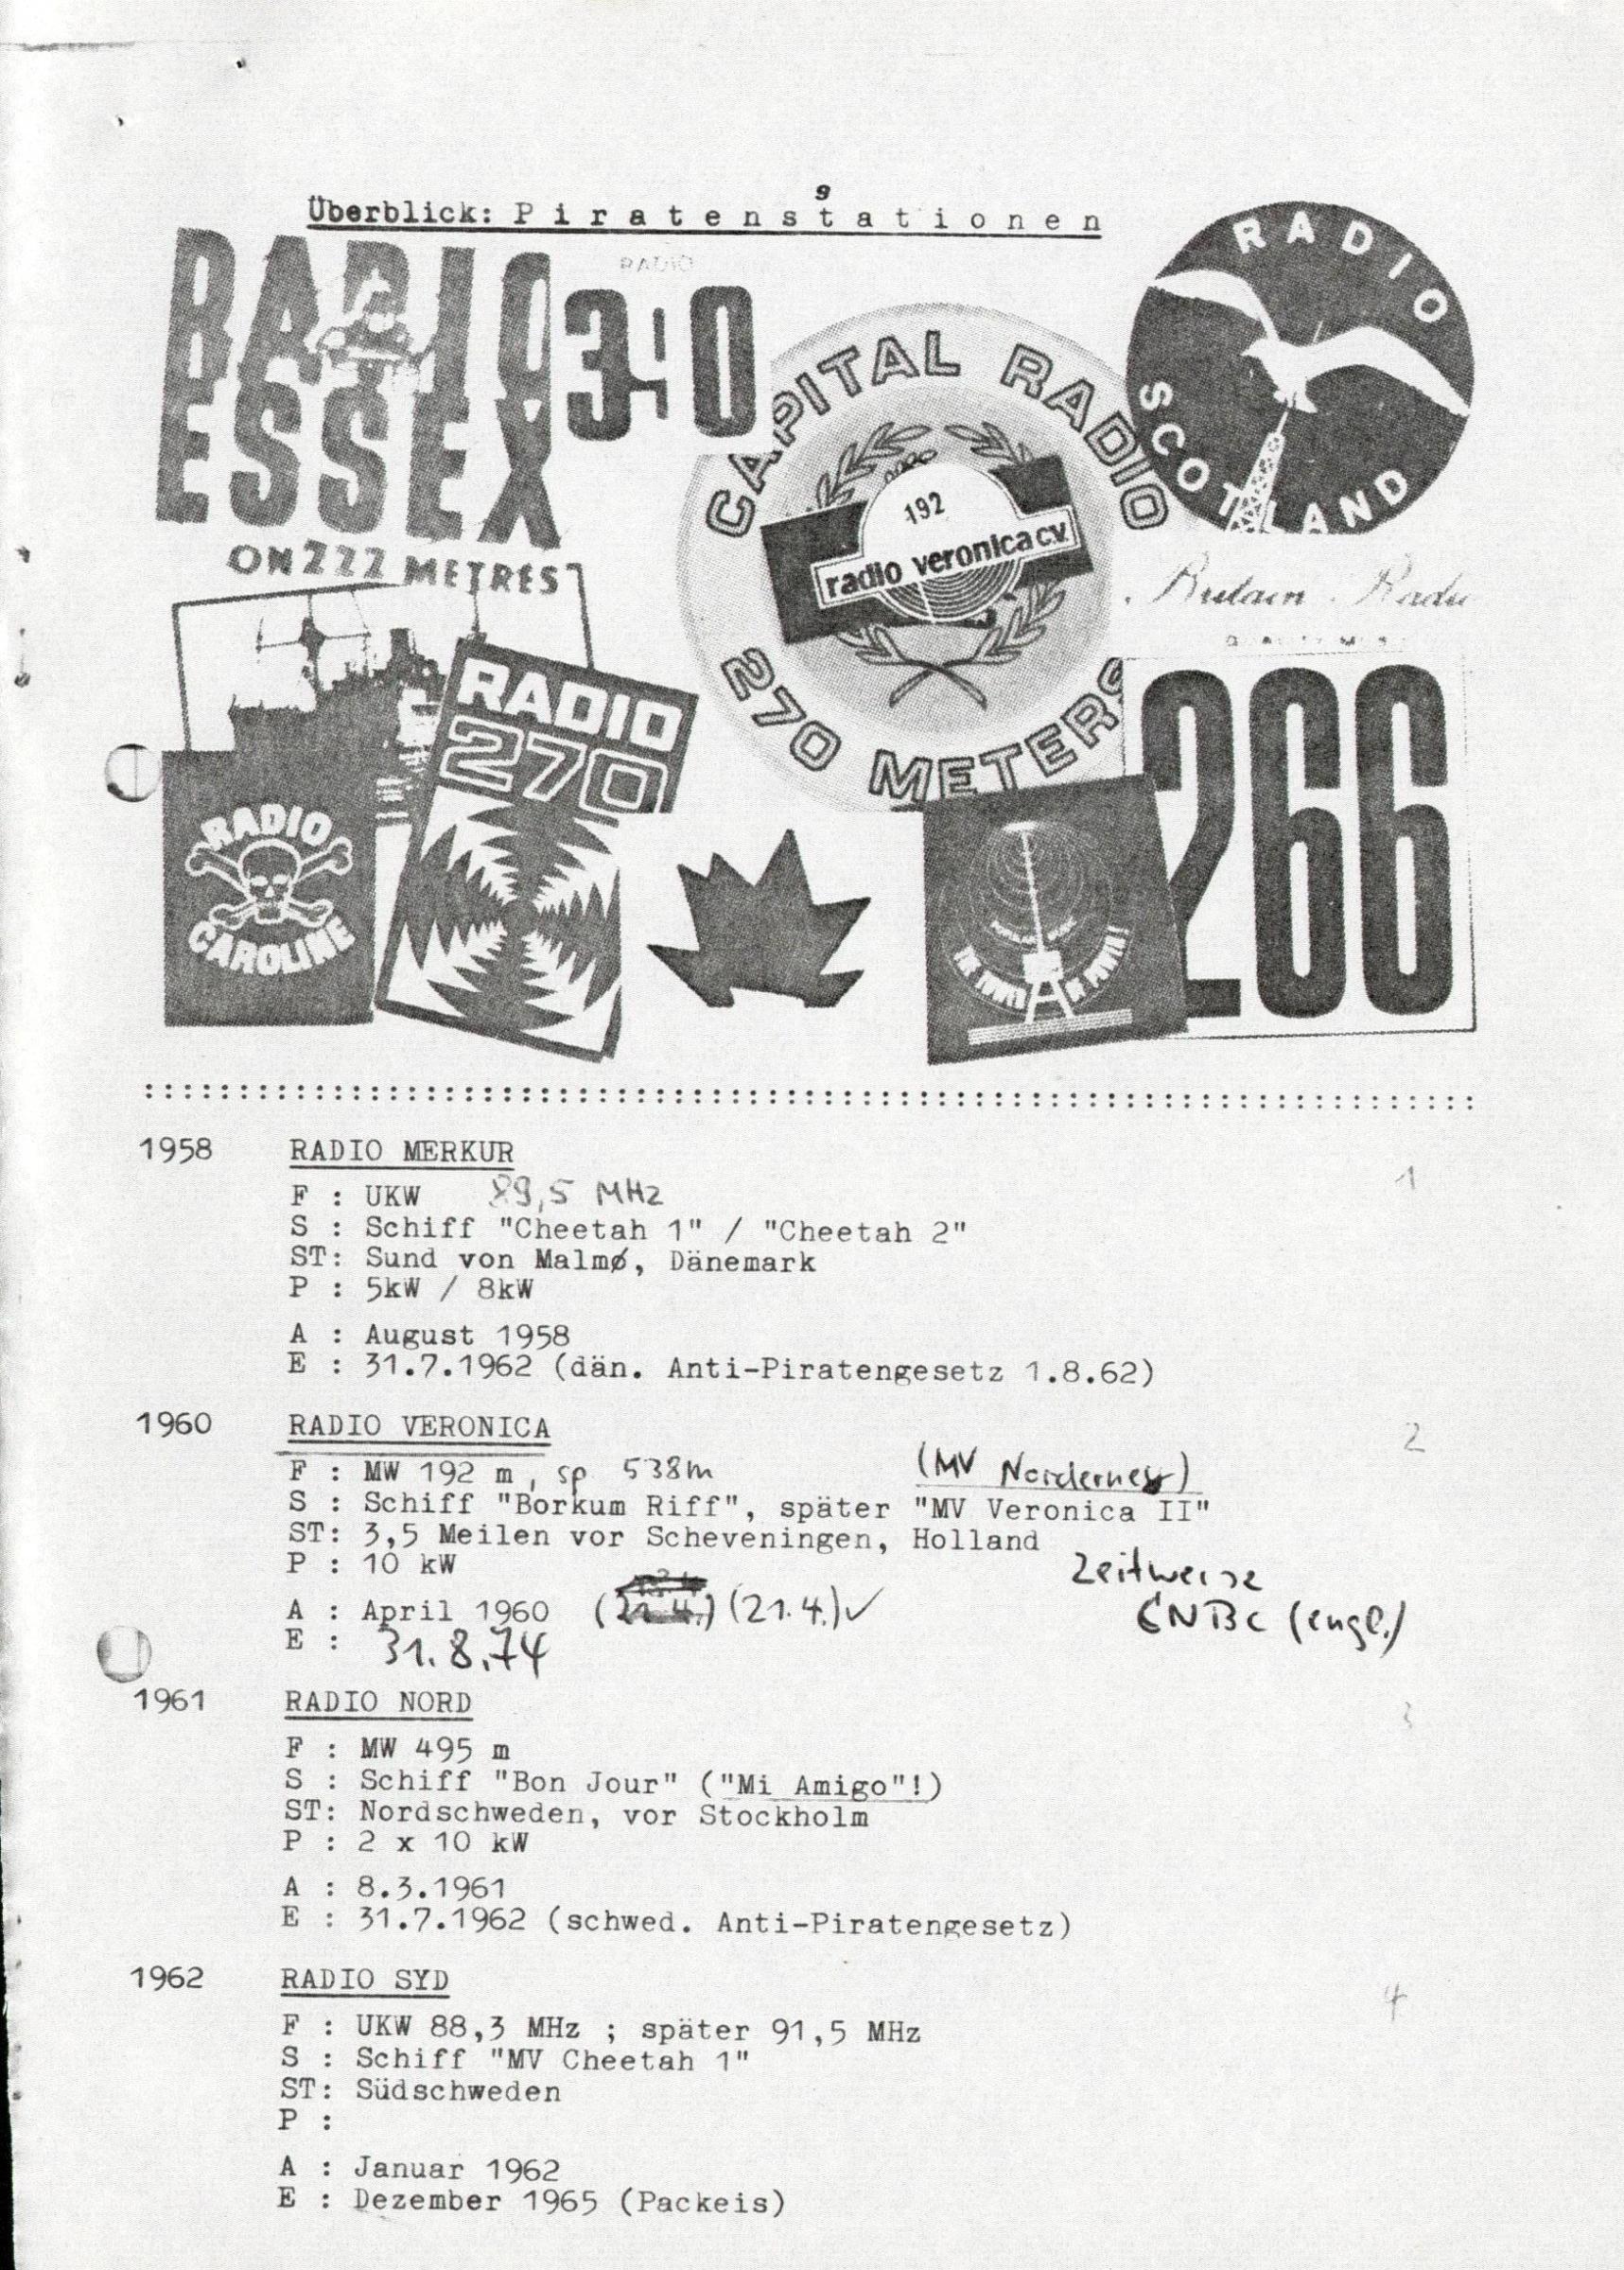 9
Überblick: Piratenstationen
RADIO
ESSEX
ON 222 METRES
RADIO
390
CAPITAL RADIO
270 METERS
192
radio veronica c.v.
RADIO
SCOTLAND
Britain Radio
RADIO
270
RADIO
CAROLINE
266
1958 RADIO MERKUR 1
F : UKW 89,5 MHz
S : Schiff "Cheetah 1" / "Cheetah 2"
ST: Sund von Malmø, Dänemark
P : 5kW / 8kW
A : August 1958
E : 31.7.1962 (dän. Anti-Piratengesetz 1.8.62)
1960 RADIO VERONICA 2
F : MW 192 m, sp 538m (MV Norderney)
S : Schiff "Borkum Riff", später "MV Veronica II"
ST: 3,5 Meilen vor Scheveningen, Holland
P : 10 kW
Zeitweise
A : April 1960 (21.4.) (21.4.) ✓ CNBC (engl.)
E : 31.8.74
1961 RADIO NORD 3
F : MW 495 m
S : Schiff "Bon Jour" ("Mi Amigo"!)
ST: Nordschweden, vor Stockholm
P : 2 x 10 kW
A : 8.3.1961
E : 31.7.1962 (schwed. Anti-Piratengesetz)
1962 RADIO SYD 4
F : UKW 88,3 MHz ; später 91,5 MHz
S : Schiff "MV Cheetah 1"
ST: Südschweden
P :
A : Januar 1962
E : Dezember 1965 (Packeis)